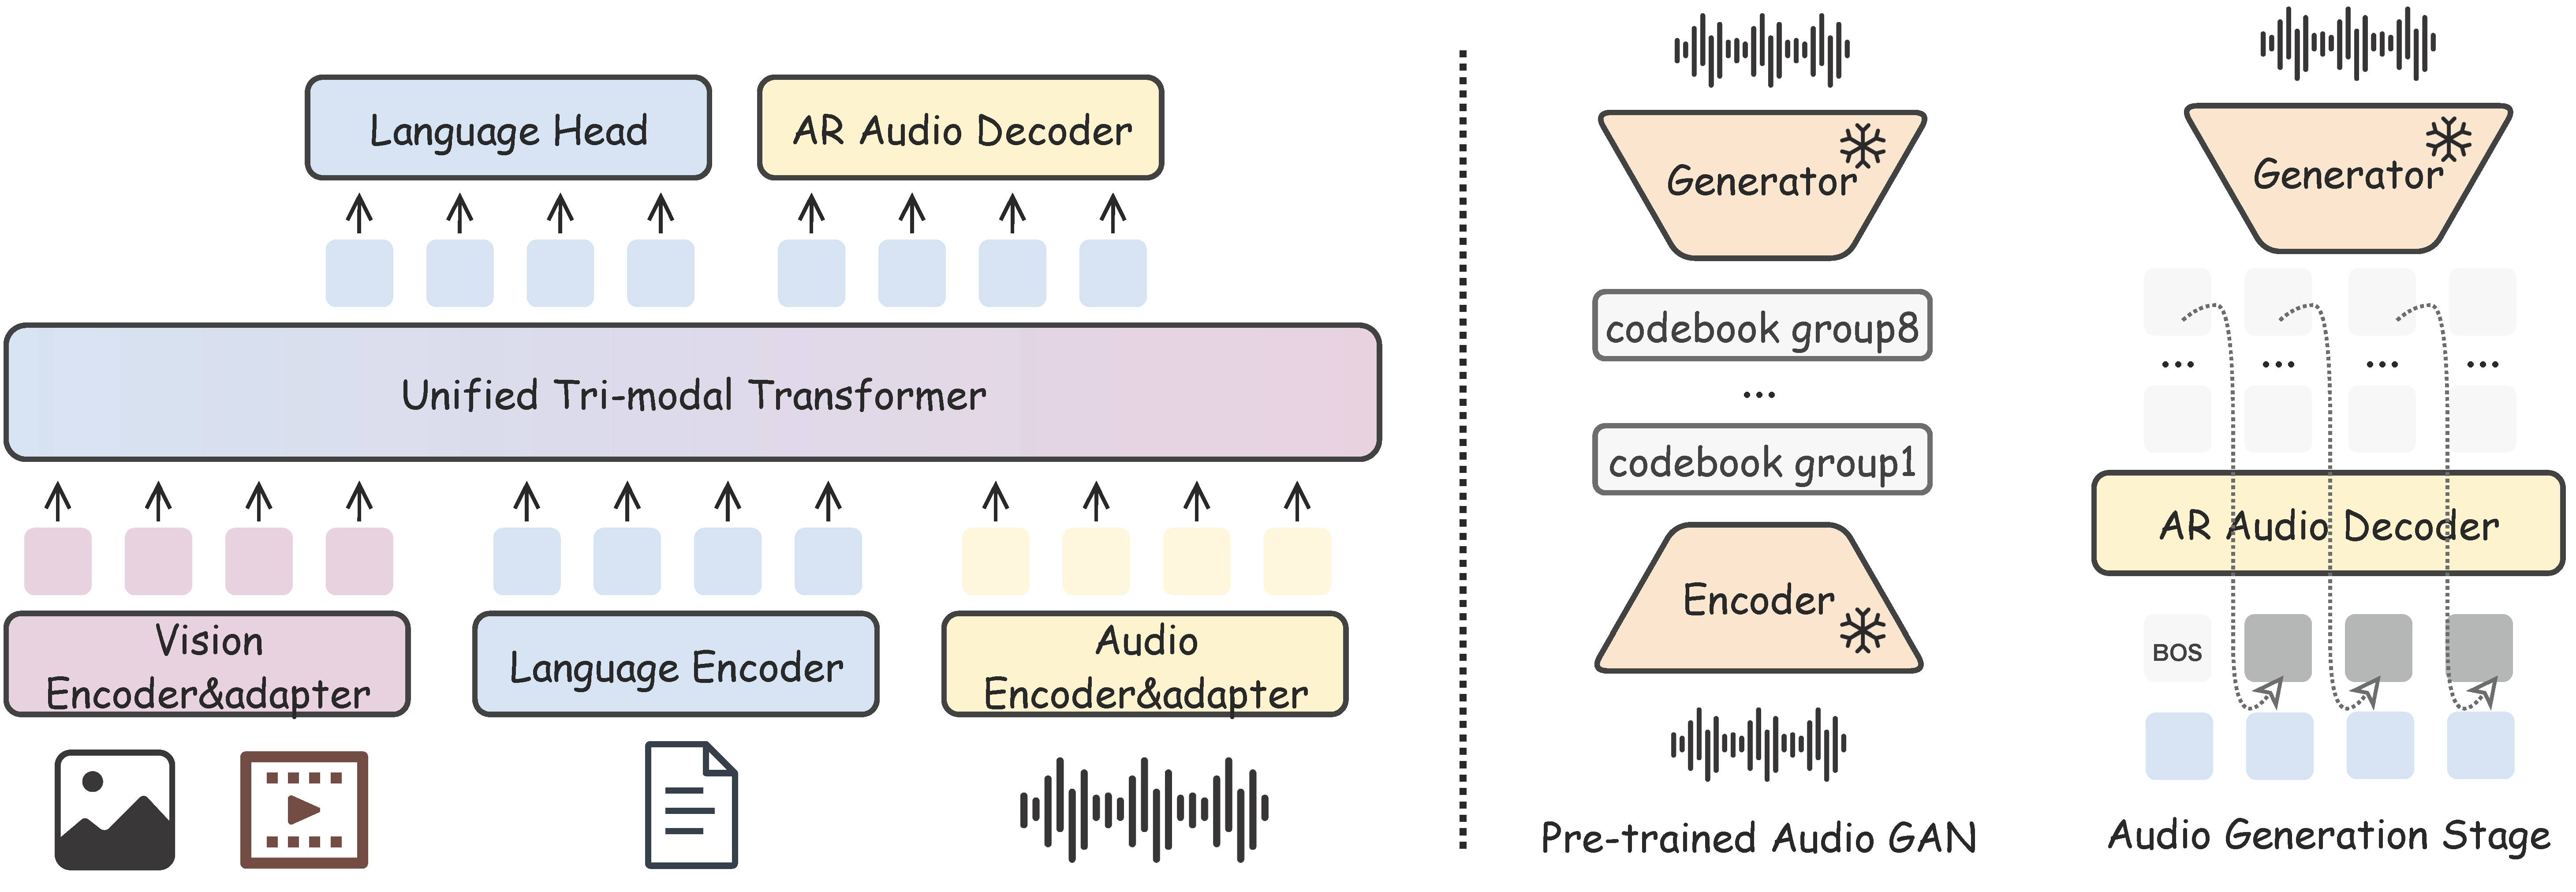 Language Head
AR Audio Decoder
Unified Tri-modal Transformer
Vision
Encoder&adapter
Language Encoder
Audio
Encoder&adapter
Generator
codebook group8
...
codebook group1
Encoder
Pre-trained Audio GAN
Generator
... ... ... ...
AR Audio Decoder
BOS
Audio Generation Stage